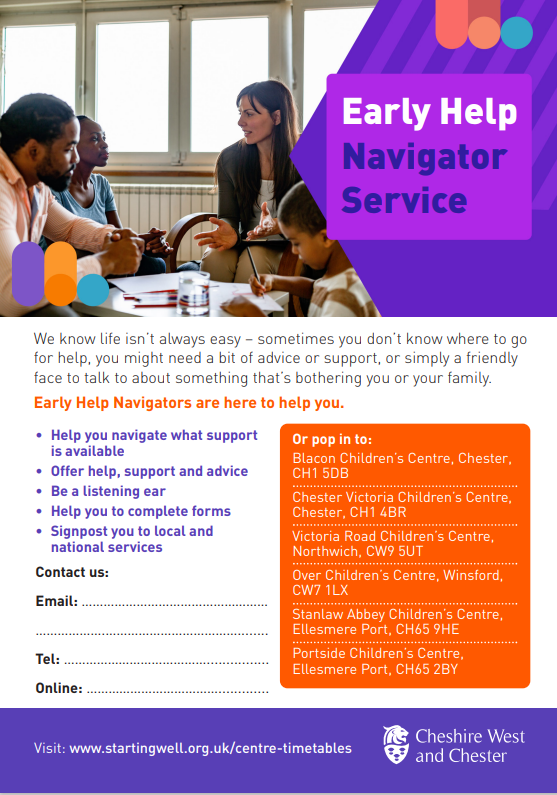 Early Help
Navigator
Service
We know life isn't always easy – sometimes you don't know where to go
for help, you might need a bit of advice or support, or simply a friendly
face to talk to about something that's bothering you or your family.
Early Help Navigators are here to help you.
• Help you navigate what support
is available
• Offer help, support and advice
• Be a listening ear
• Help you to complete forms
• Signpost you to local and
national services
Contact us:
Email: ................................................
............................................................
Tel: .....................................................
Online: ...............................................
Or pop in to:
Blacon Children's Centre, Chester,
CH1 5DB
Chester Victoria Children's Centre,
Chester, CH1 4BR
Victoria Road Children's Centre,
Northwich, CW9 5UT
Over Children's Centre, Winsford,
CW7 1LX
Stanlaw Abbey Children's Centre,
Ellesmere Port, CH65 9HE
Portside Children's Centre,
Ellesmere Port, CH65 2BY
Visit: www.startingwell.org.uk/centre-timetables
Cheshire West
and Chester